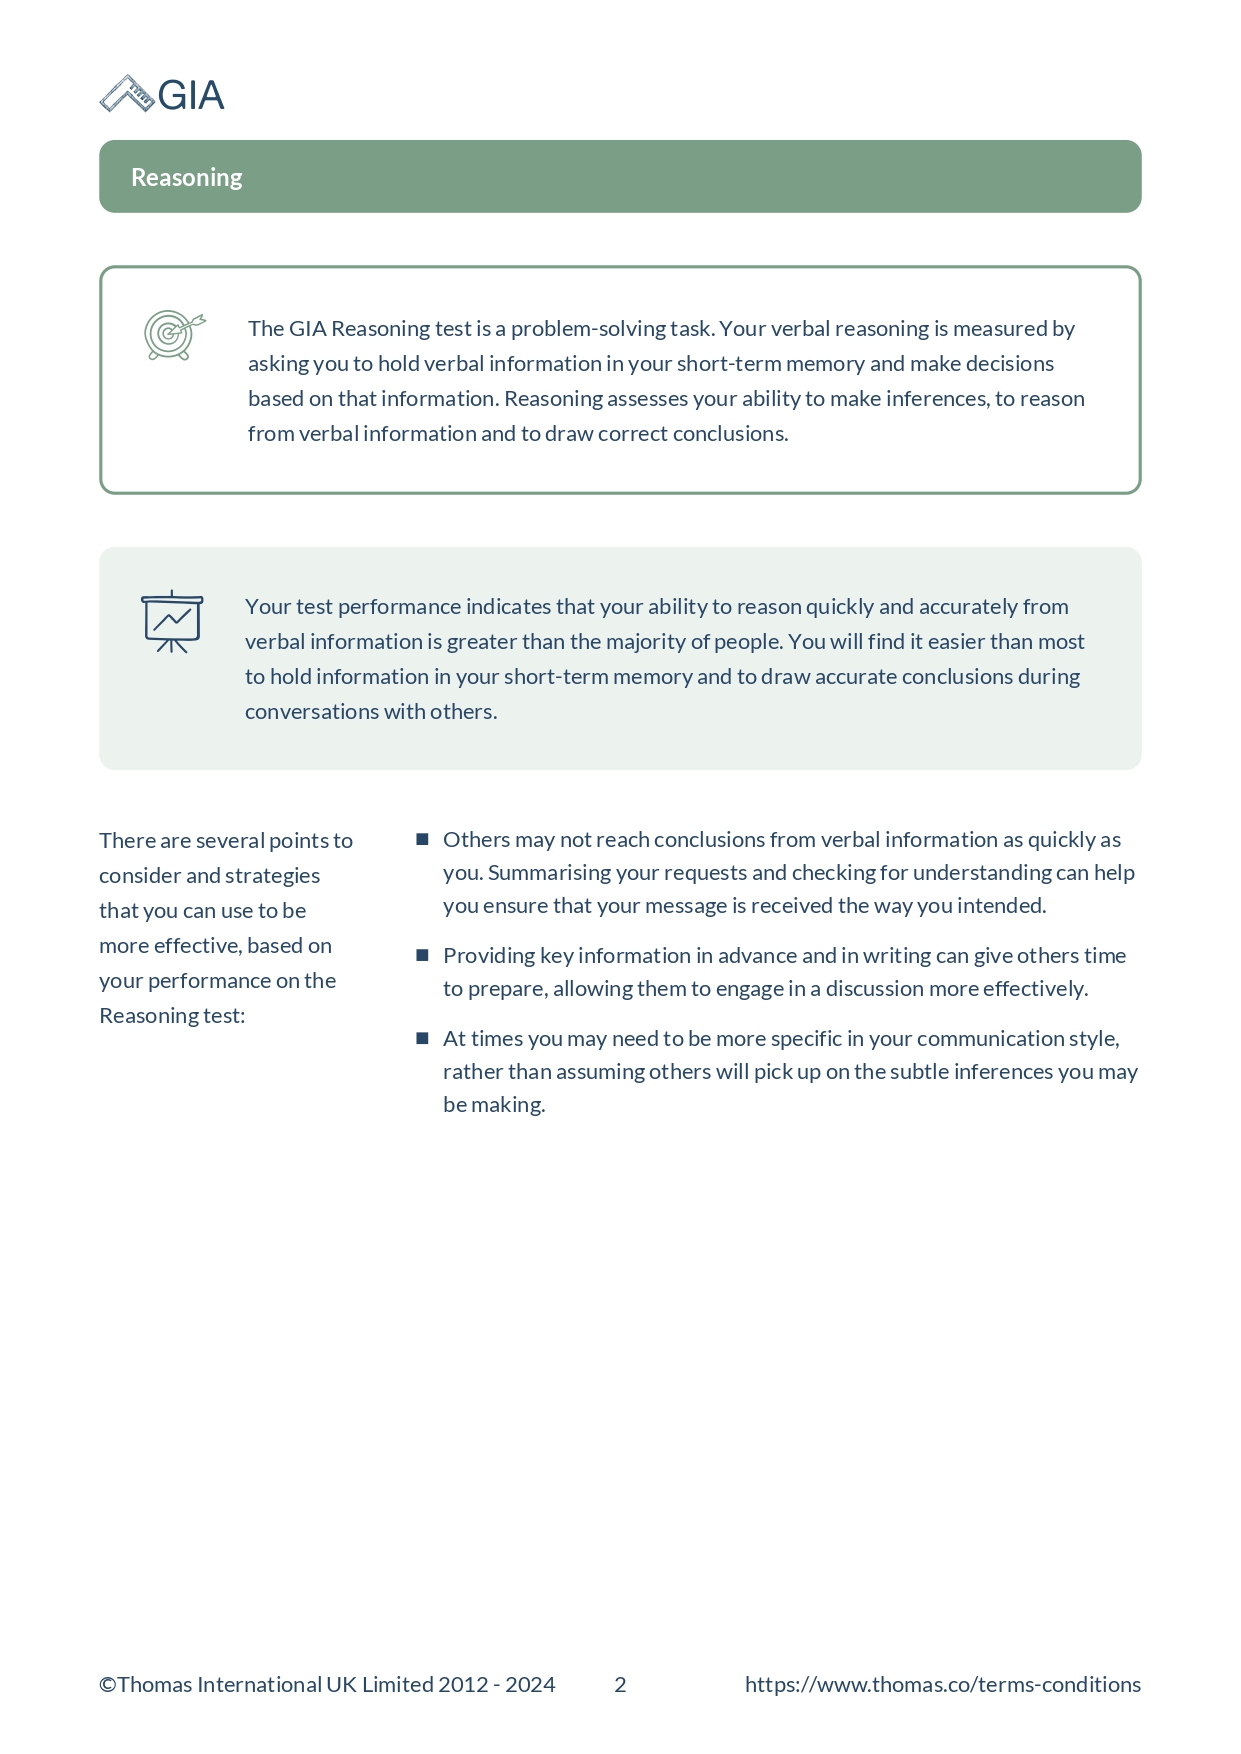 GIA
Reasoning
The GIA Reasoning test is a problem-solving task. Your verbal reasoning is measured by
asking you to hold verbal information in your short-term memory and make decisions
based on that information. Reasoning assesses your ability to make inferences, to reason
from verbal information and to draw correct conclusions.
Your test performance indicates that your ability to reason quickly and accurately from
verbal information is greater than the majority of people. You will find it easier than most
to hold information in your short-term memory and to draw accurate conclusions during
conversations with others.
There are several points to
consider and strategies
that you can use to be
more effective, based on
your performance on the
Reasoning test:
■ Others may not reach conclusions from verbal information as quickly as
you. Summarising your requests and checking for understanding can help
you ensure that your message is received the way you intended.
■ Providing key information in advance and in writing can give others time
to prepare, allowing them to engage in a discussion more effectively.
■ At times you may need to be more specific in your communication style,
rather than assuming others will pick up on the subtle inferences you may
be making.
©Thomas International UK Limited 2012 - 2024 2 https://www.thomas.co/terms-conditions